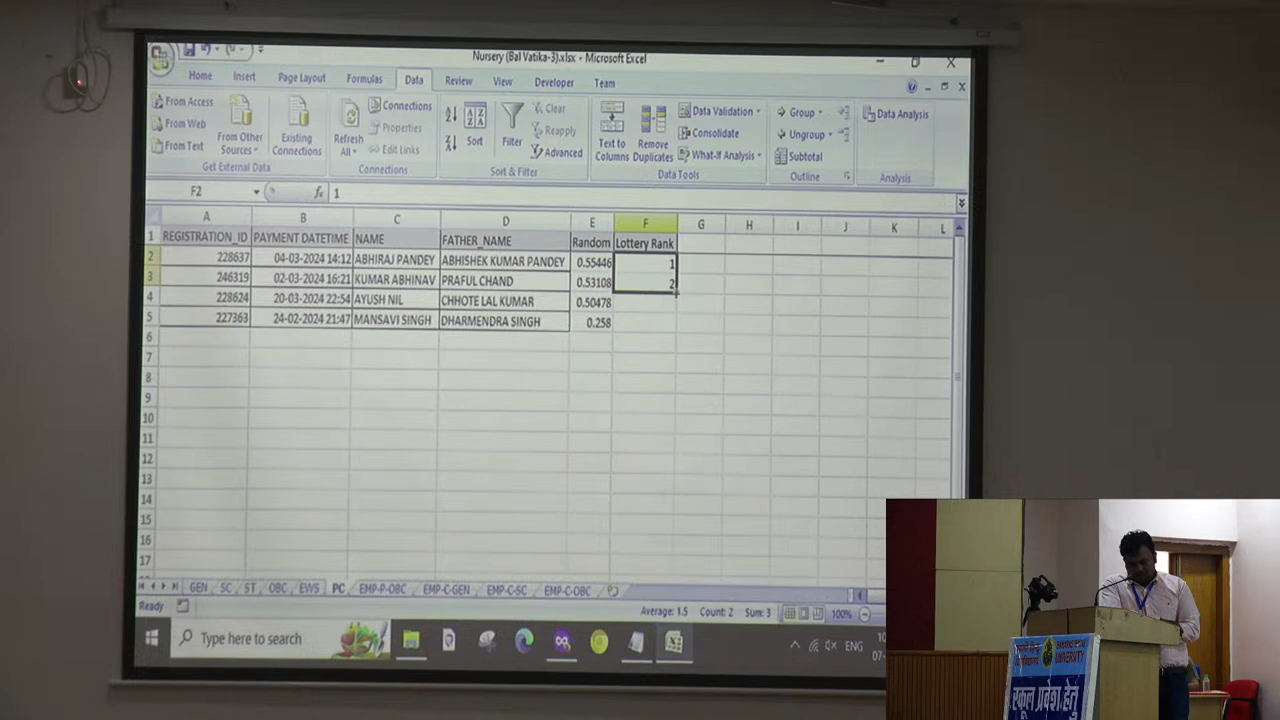 Nursery (Bal Vatika-3).xlsx - Microsoft Excel
Home Insert Page Layout Formulas Data Review View Developer Team
From Access
From Web
From Text
From Other Sources
Existing Connections
Get External Data
Refresh All
Connections
Properties
Edit Links
Connections
Sort
Filter
Clear
Reapply
Advanced
Sort & Filter
Text to Columns
Remove Duplicates
Data Validation
Consolidate
What-If Analysis
Data Tools
Group
Ungroup
Subtotal
Outline
Data Analysis
Analysis
F2 fx 1
A B C D E F G H I J K L
1 REGISTRATION_ID PAYMENT DATETIME NAME FATHER_NAME Random Lottery Rank
2 228637 04-03-2024 14:12 ABHIRAJ PANDEY ABHISHEK KUMAR PANDEY 0.55446 1
3 246319 02-03-2024 16:21 KUMAR ABHINAV PRAFUL CHAND 0.53108 2
4 228624 20-03-2024 22:54 AYUSH NIL CHHOTE LAL KUMAR 0.50478
5 227363 24-02-2024 21:47 MANSAVI SINGH DHARMENDRA SINGH 0.258
6
7
8
9
10
11
12
13
14
15
16
17
GEN SC ST OBC EWS PC EMP-P-OBC EMP-C-GEN EMP-C-SC EMP-C-OBC
Ready Average: 1.5 Count: 2 Sum: 3 100%
Type here to search ENG
UNIVERSITY
स्कूल प्रवेश हेतु